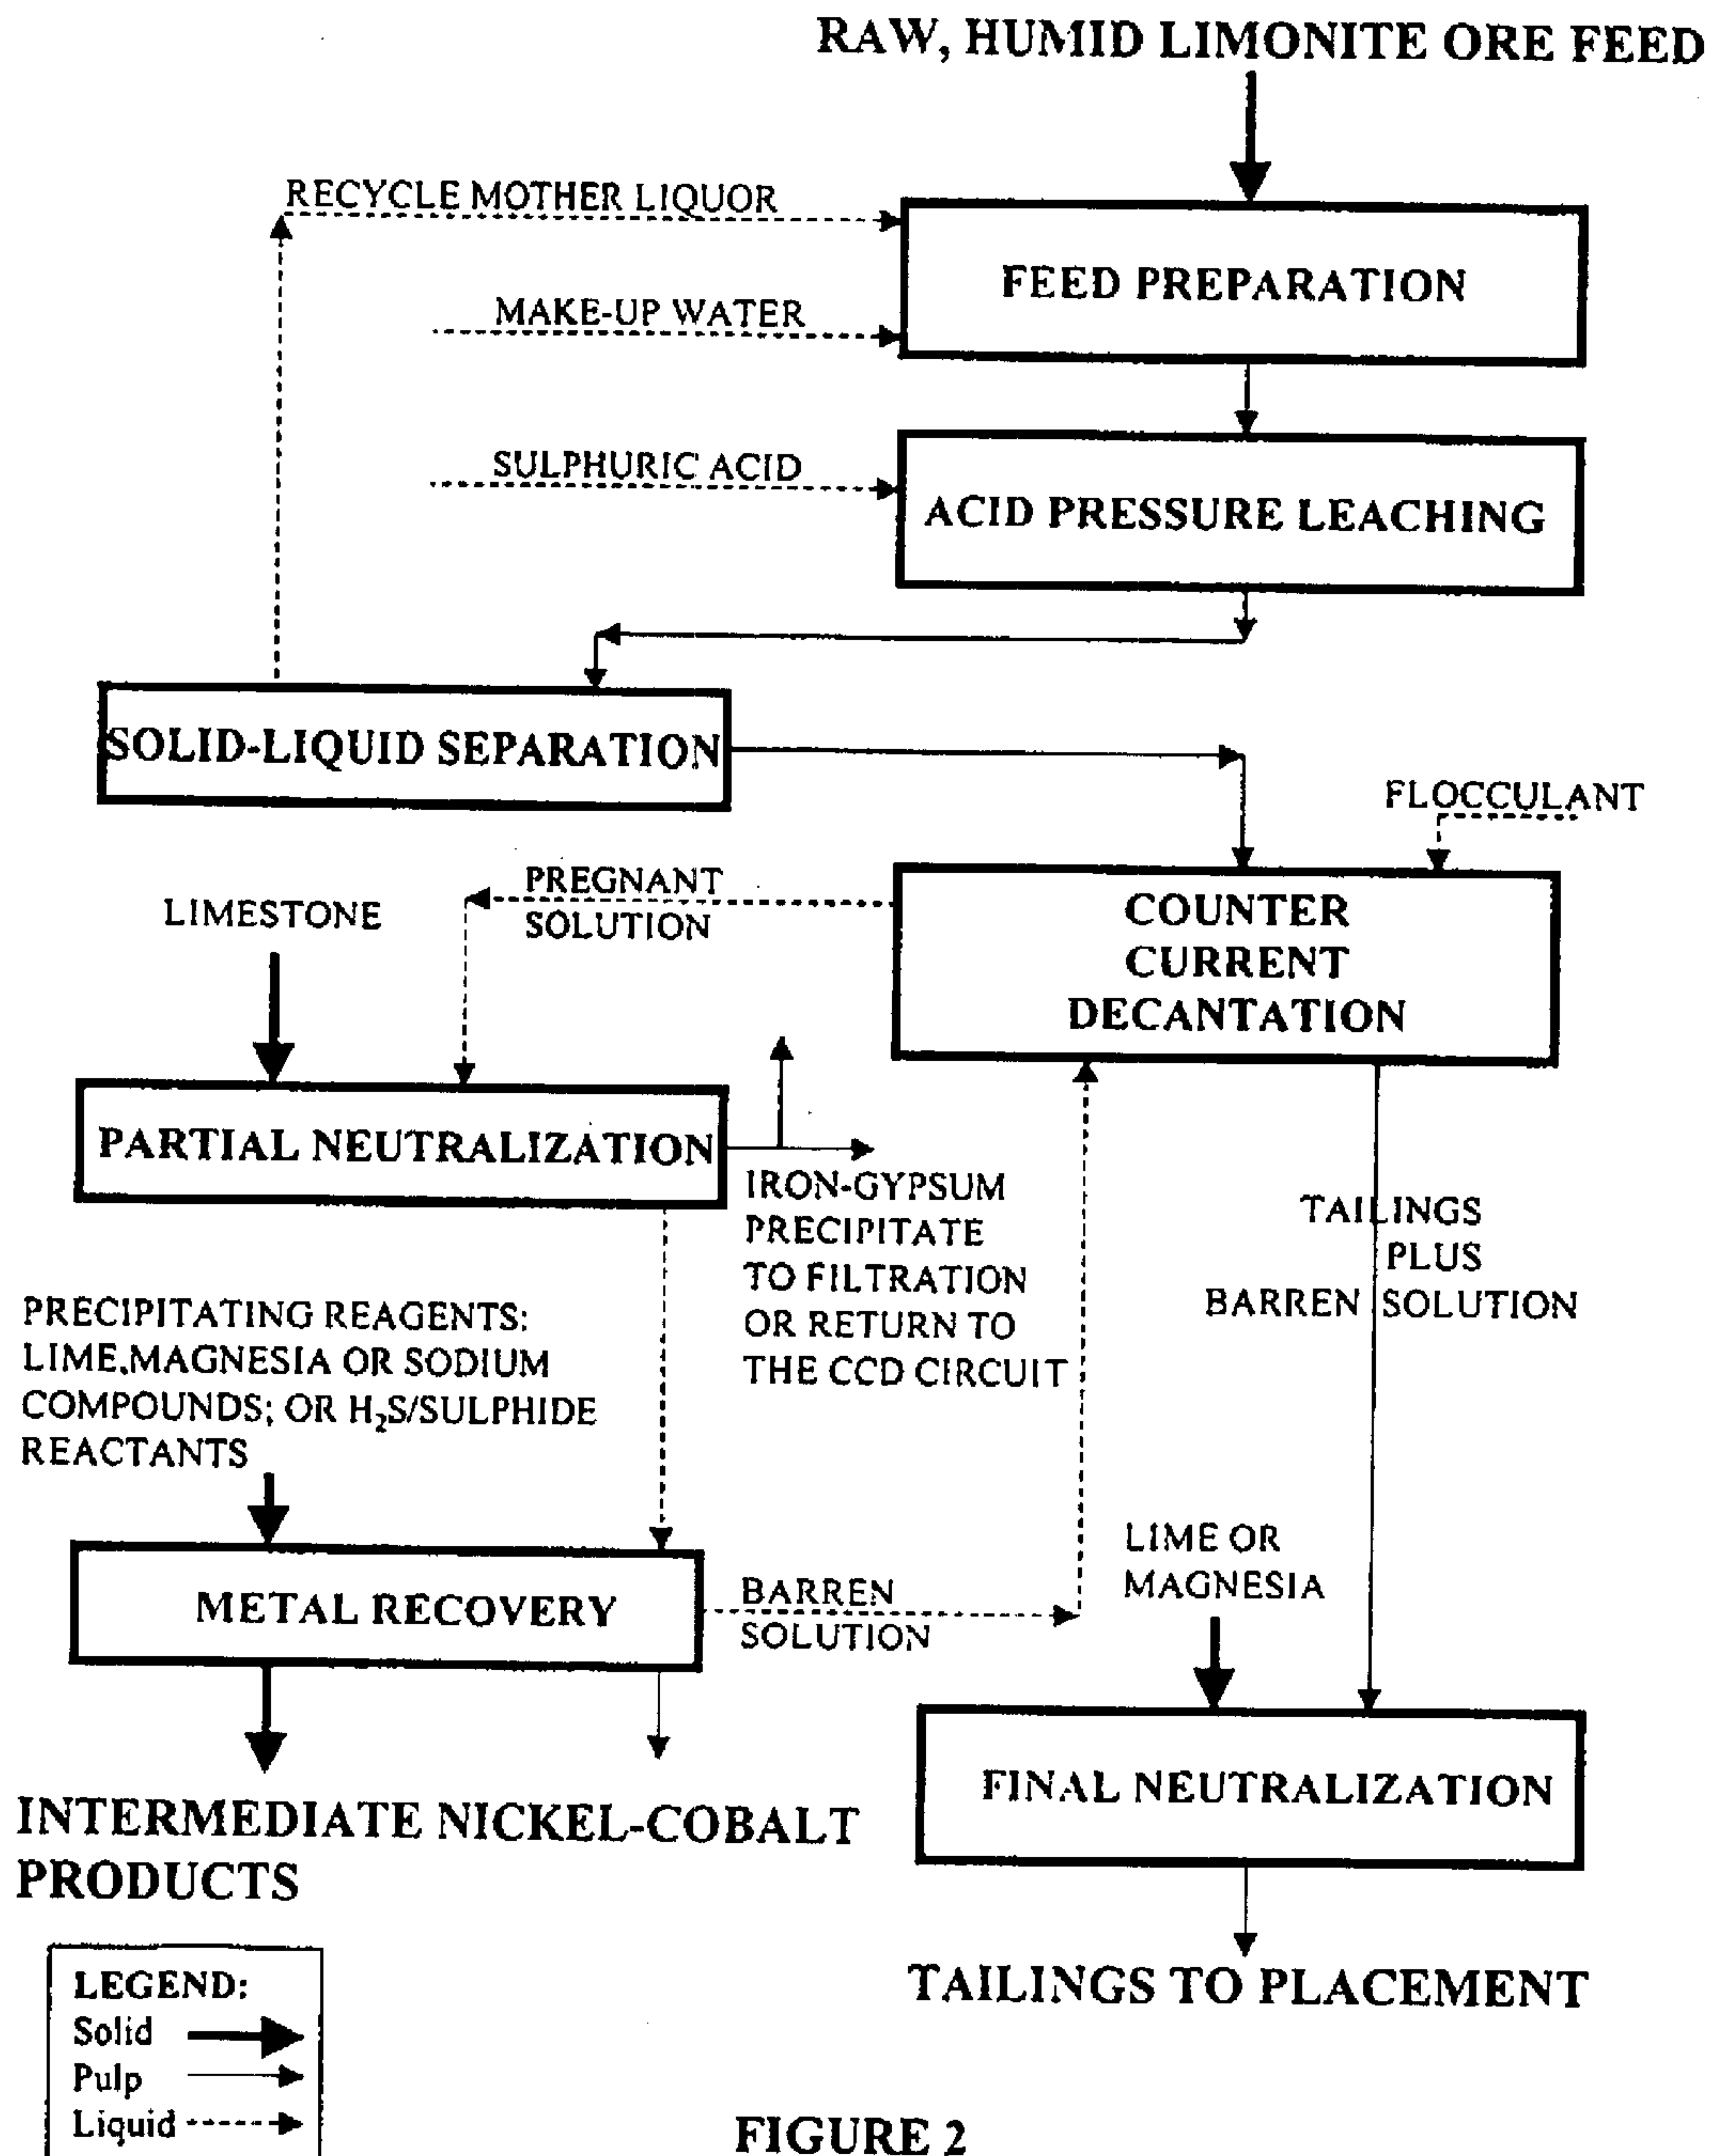 RAW, HUMID LIMONITE ORE FEED
RECYCLE MOTHER LIQUOR
FEED PREPARATION
MAKE-UP WATER
SULPHURIC ACID
ACID PRESSURE LEACHING
SOLID-LIQUID SEPARATION
FLOCCULANT
PREGNANT
SOLUTION
LIMESTONE
COUNTER
CURRENT
DECANTATION
PARTIAL NEUTRALIZATION
IRON-GYPSUM
PRECIPITATE
TO FILTRATION
OR RETURN TO
THE CCD CIRCUIT
TAILINGS
PLUS
BARREN SOLUTION
PRECIPITATING REAGENTS:
LIME,MAGNESIA OR SODIUM
COMPOUNDS; OR H₂S/SULPHIDE
REACTANTS
LIME OR
MAGNESIA
METAL RECOVERY
BARREN
SOLUTION
FINAL NEUTRALIZATION
INTERMEDIATE NICKEL-COBALT
PRODUCTS
TAILINGS TO PLACEMENT
LEGEND:
Solid
Pulp
Liquid
FIGURE 2